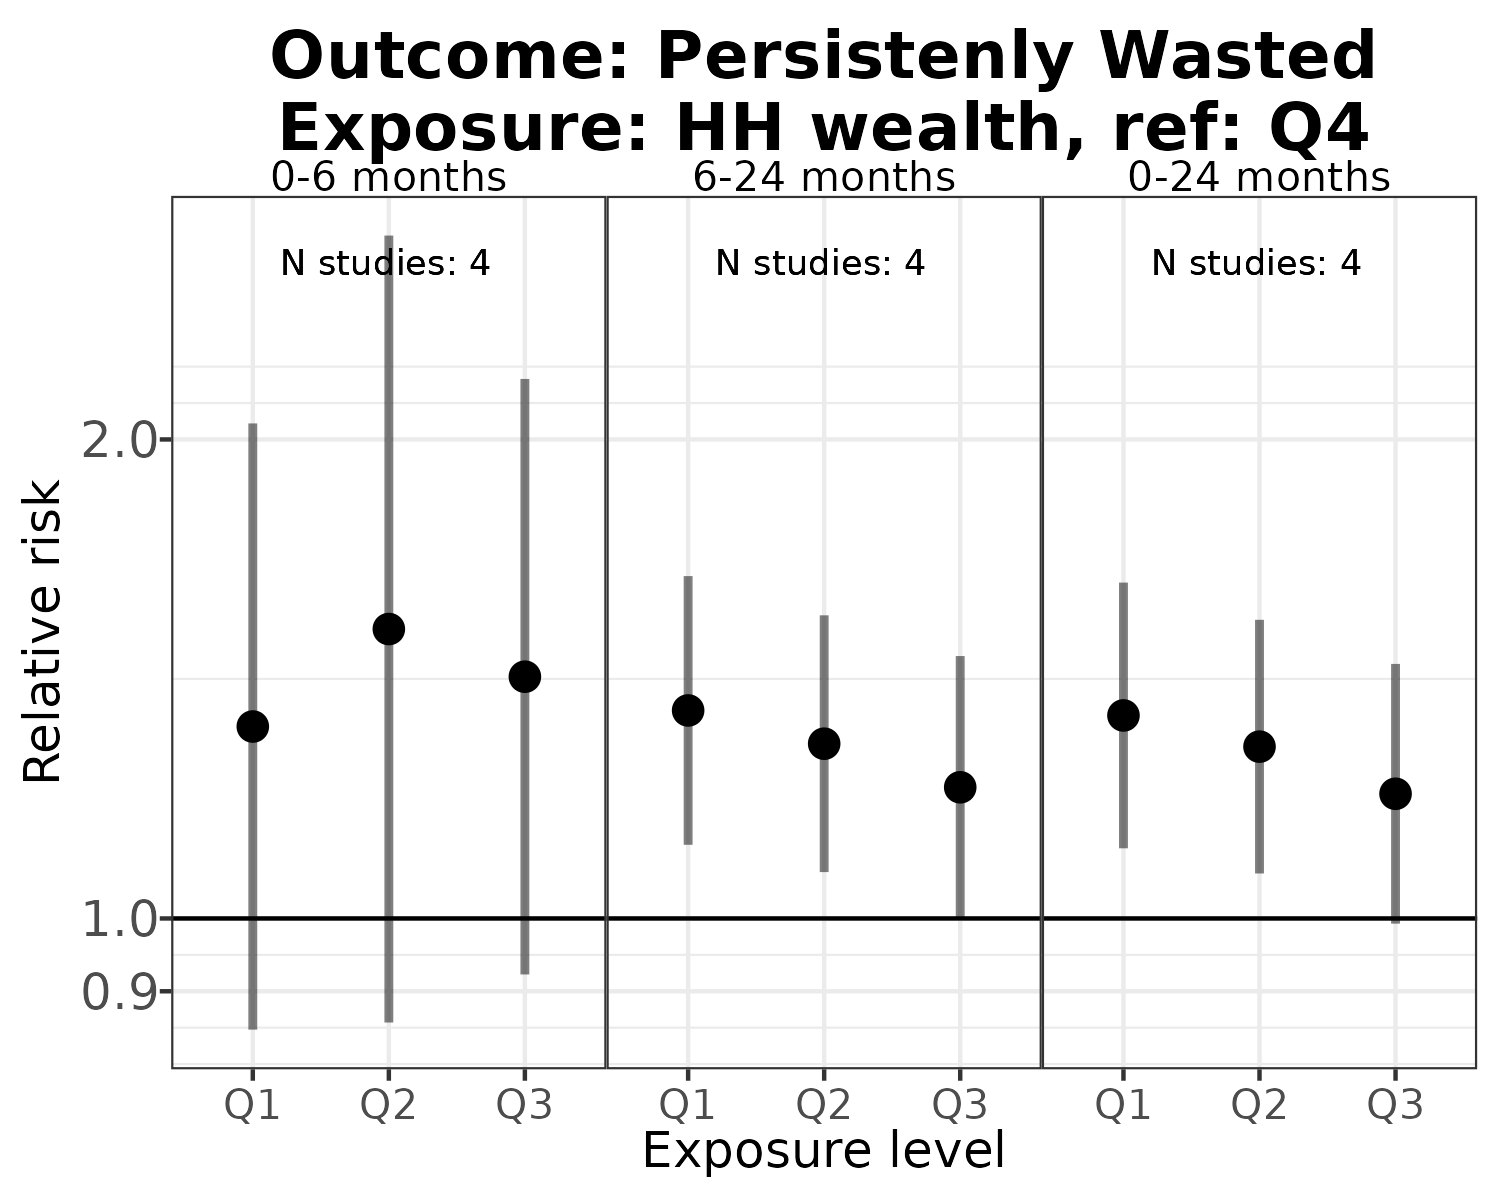 Outcome: Persistenly Wasted
Exposure: HH wealth, ref: Q4
0-6 months 6-24 months 0-24 months
N studies: 4 N studies: 4 N studies: 4
2.0
Relative risk
1.0
0.9
Q1 Q2 Q3 Q1 Q2 Q3 Q1 Q2 Q3
Exposure level